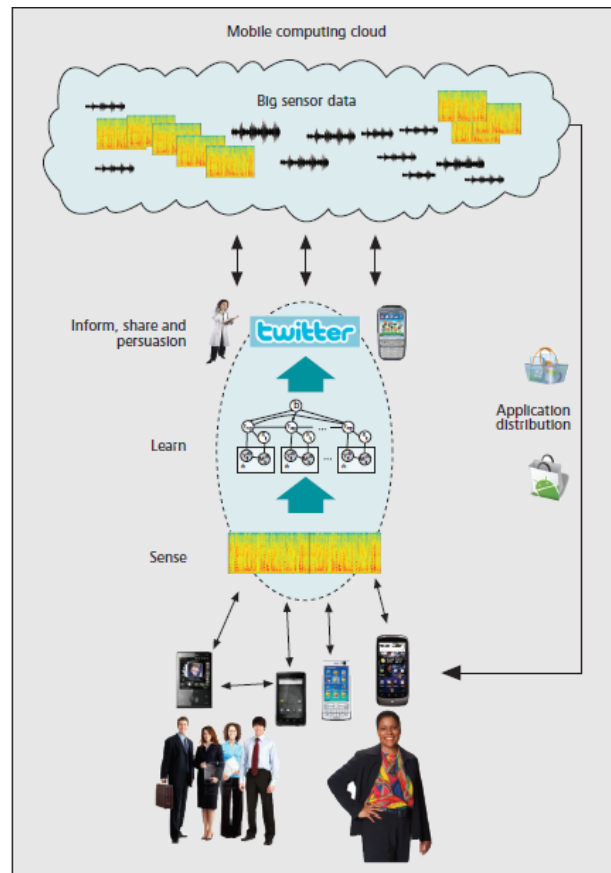 Mobile computing cloud
Big sensor data
Inform, share and
persuasion
twitter
Learn
b
Application
distribution
Sense